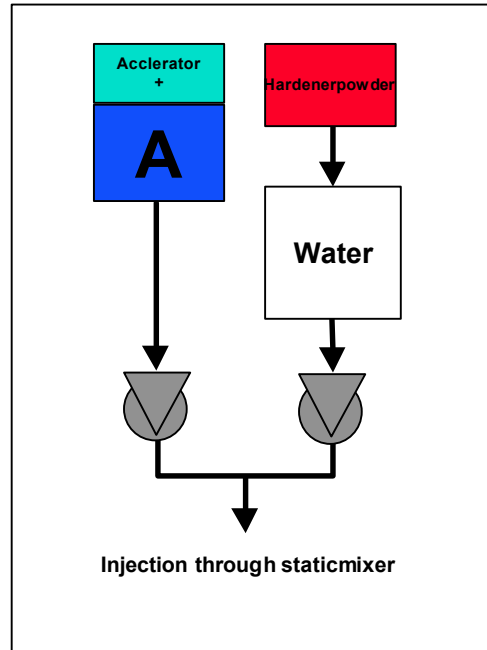 Acclerator
+
A
Hardenerpowder
Water
Injection through staticmixer